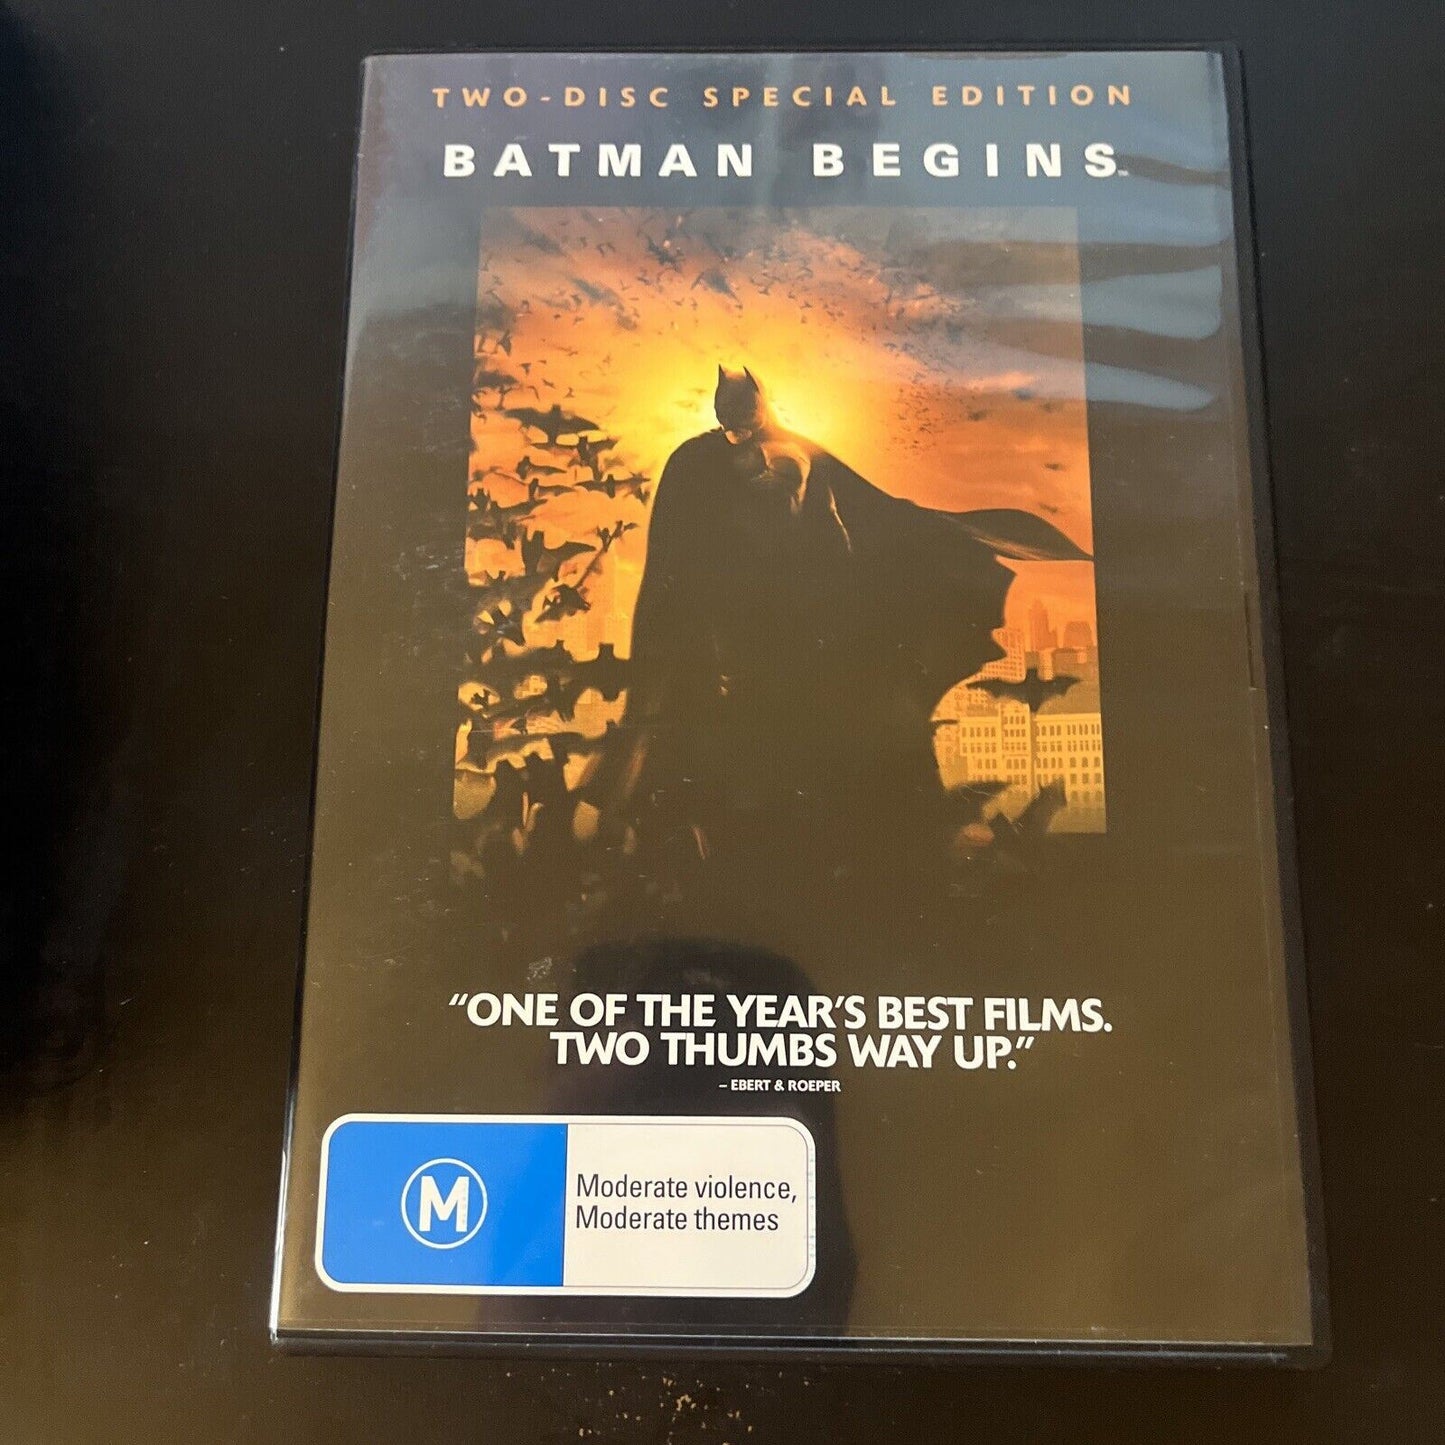 TWO-DISC SPECIAL EDITION
BATMAN BEGINS™
“ONE OF THE YEAR’S BEST FILMS.
TWO THUMBS WAY UP.”
– EBERT & ROEPER
M
Moderate violence,
Moderate themes